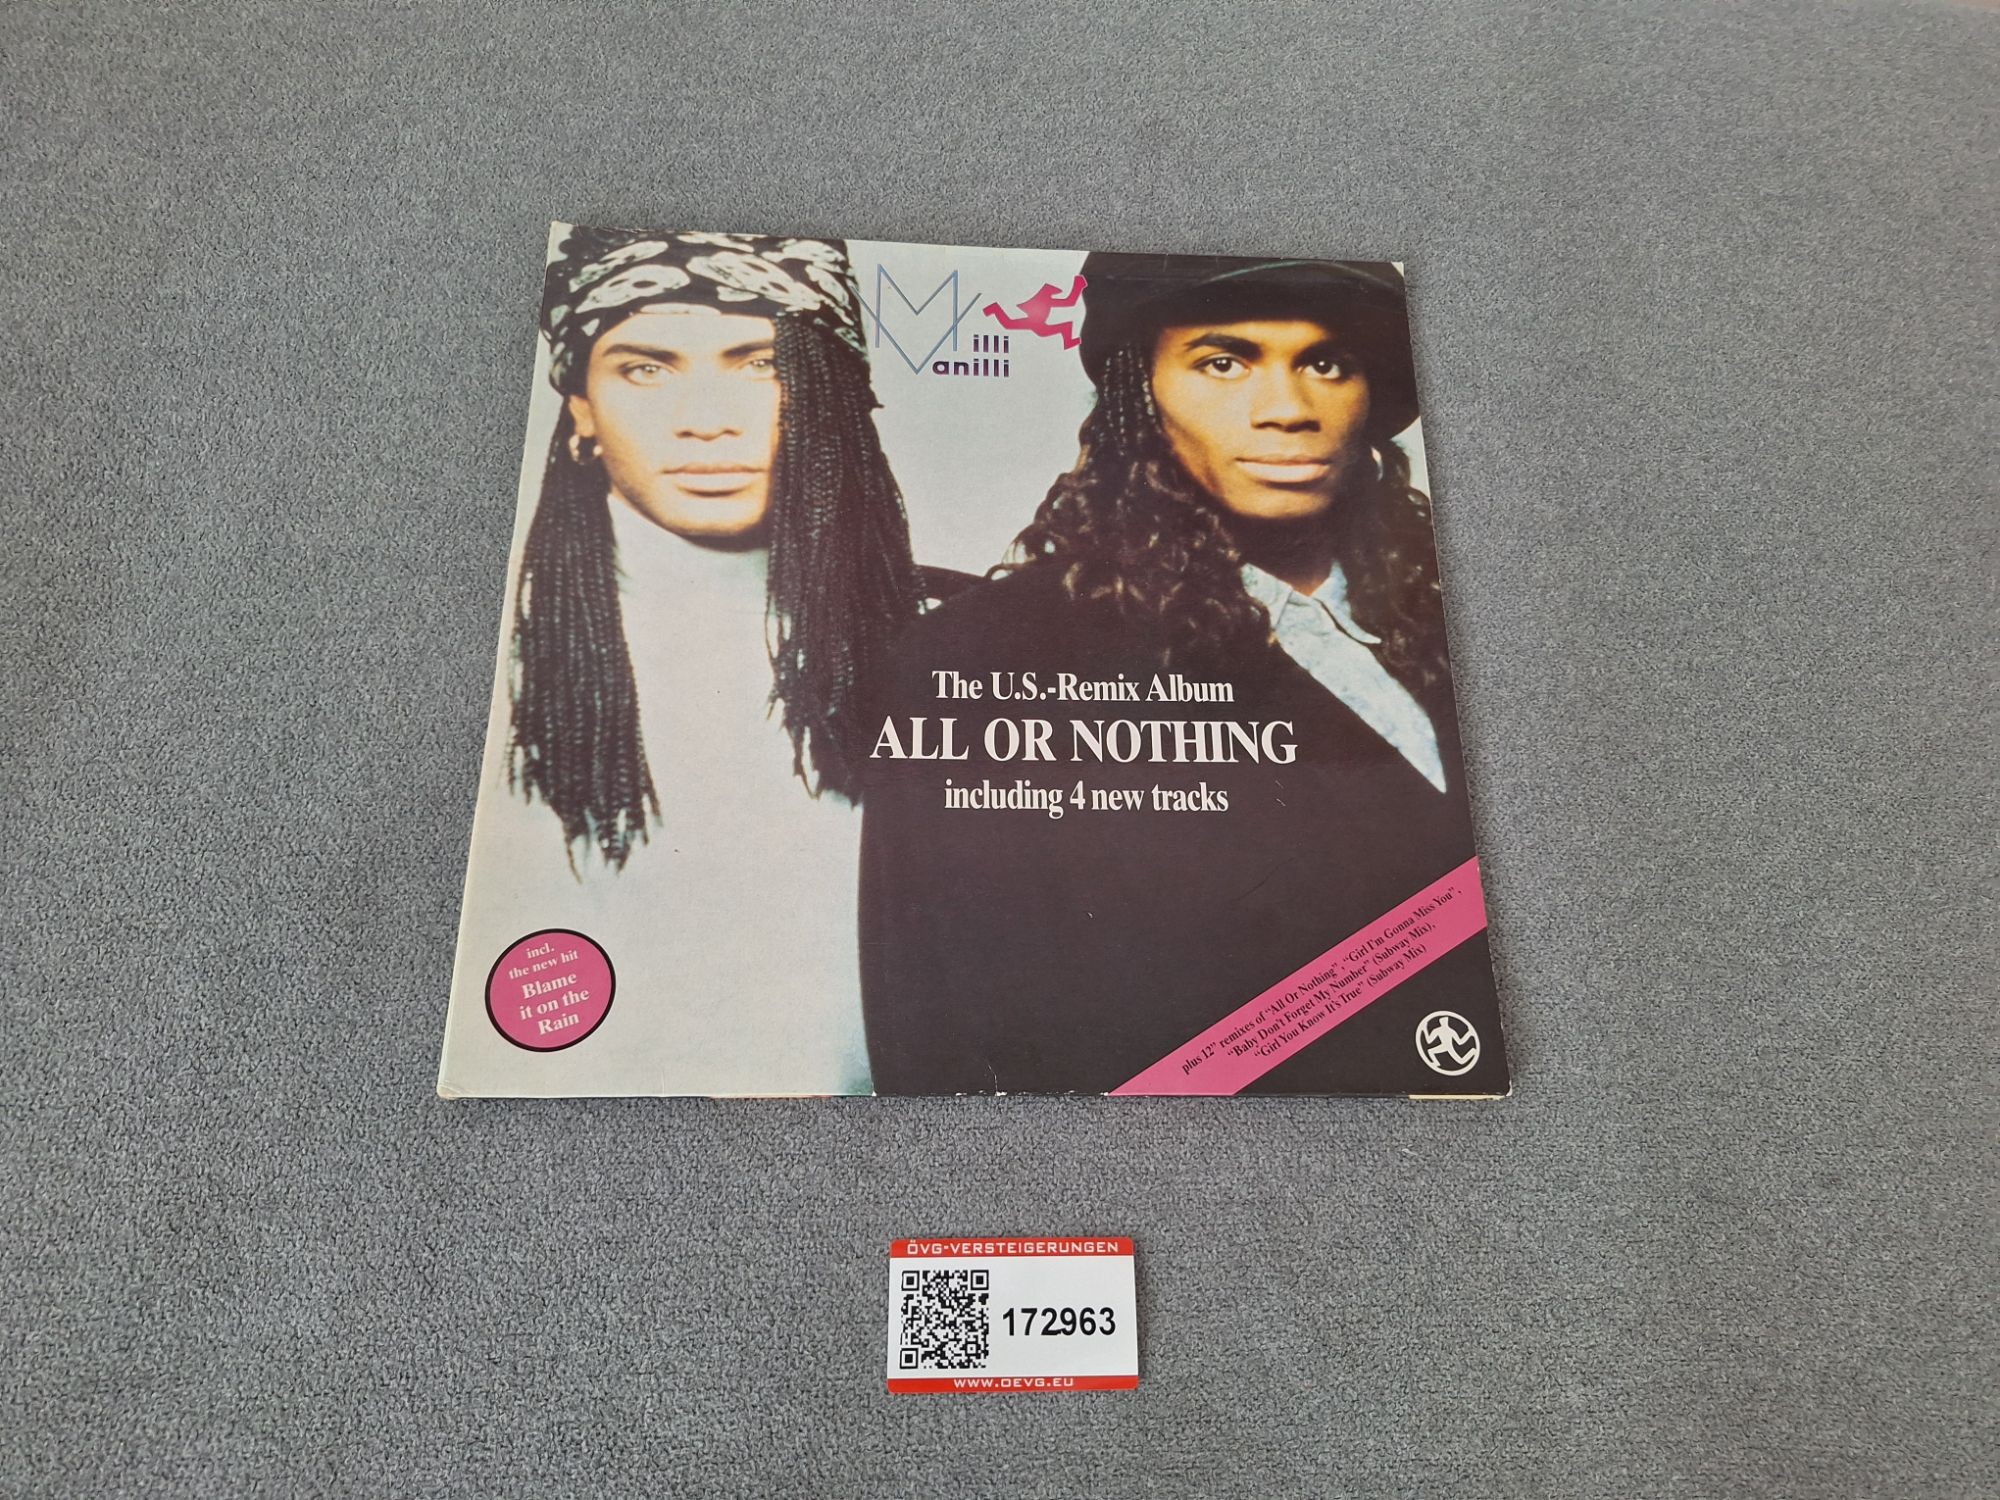 Milli
Vanilli
The U.S.-Remix Album
ALL OR NOTHING
including 4 new tracks
incl.
the new hit
Blame
it on the
Rain
plus 12" remixes of "All Or Nothing", "Girl I'm Gonna Miss You",
"Baby Don't Forget My Number" (Subway Mix),
"Girl You Know It's True" (Subway Mix)
ÖVG-VERSTEIGERUNGEN
172963
WWW.OEVG.EU